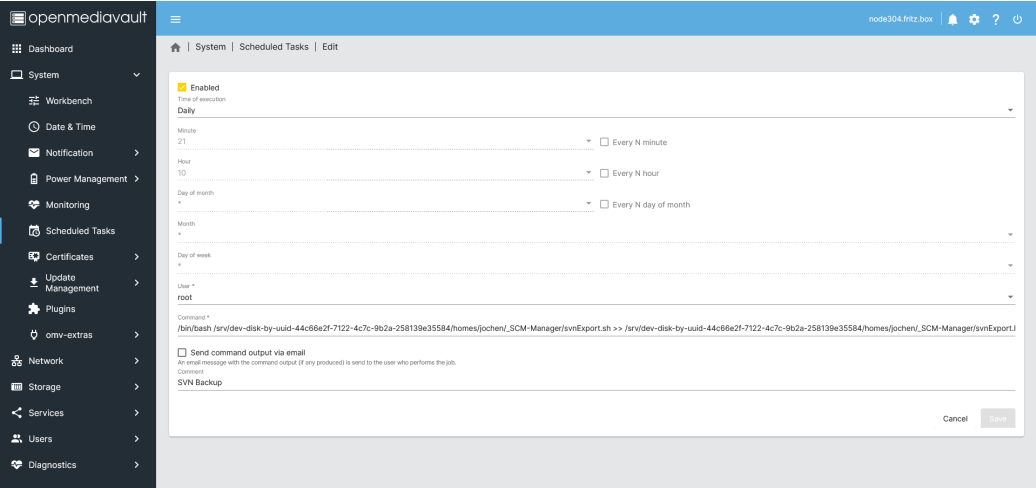 openmediavault
node304.fritz.box
Dashboard
System
Workbench
Date & Time
Notification
Power Management
Monitoring
Scheduled Tasks
Certificates
Update
Management
Plugins
omv-extras
Network
Storage
Services
Users
Diagnostics
| System | Scheduled Tasks | Edit
Enabled
Time of execution
Daily
Minute
21
Every N minute
Hour
10
Every N hour
Day of month
*
Every N day of month
Month
*
Day of week
*
User *
root
Command *
/bin/bash /srv/dev-disk-by-uuid-44c66e2f-7122-4c7c-9b2a-258139e35584/homes/jochen/_SCM-Manager/svnExport.sh >> /srv/dev-disk-by-uuid-44c66e2f-7122-4c7c-9b2a-258139e35584/homes/jochen/_SCM-Manager/svnExport.l
Send command output via email
An email message with the command output (if any produced) is send to the user who performs the job.
Comment
SVN Backup
Cancel
Save